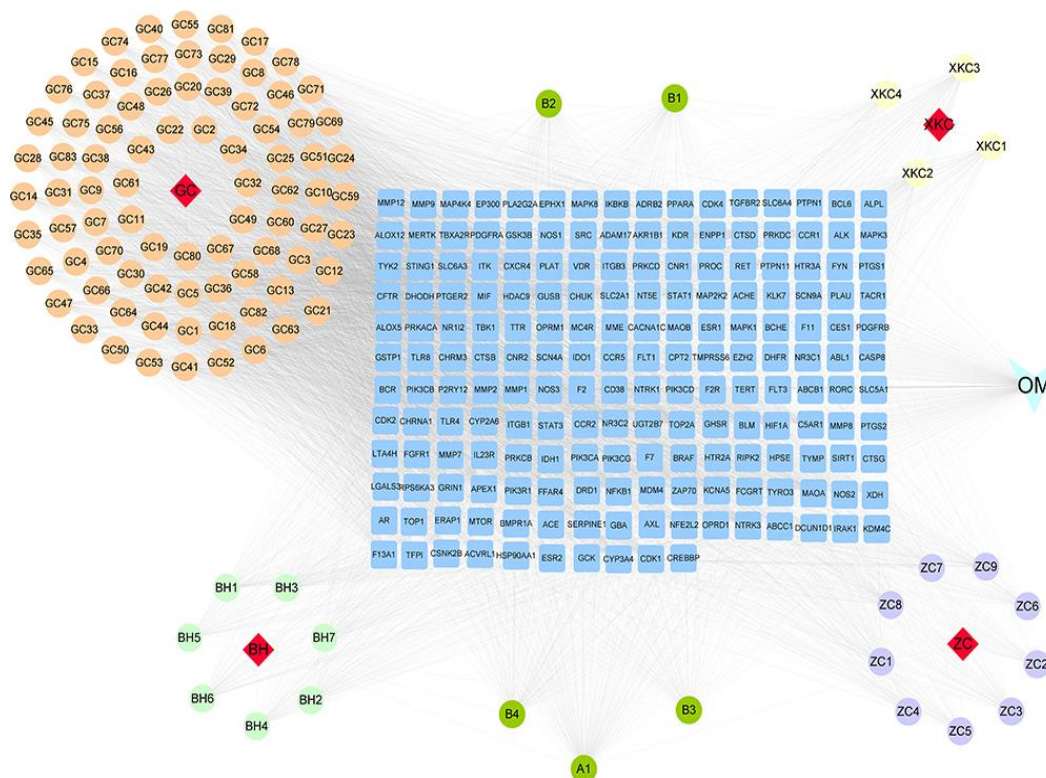 GC55
GC40 GC81
GC74 GC17
GC15 GC77 GC73 GC29 GC78
GC16 GC8
GC76 GC37 GC26 GC20 GC39 GC46 GC71
GC48 GC72
GC45 GC75 GC56 GC22 GC2 GC54 GC79 GC69
GC43 GC34
GC28 GC83 GC38 GC25 GC51 GC24
GC61 GC32
GC14 GC31 GC9 GC GC62 GC10 GC59
GC7 GC11 GC49 GC60
GC35 GC57 GC27 GC23
GC70 GC19 GC80 GC67 GC68
GC65 GC4 GC30 GC3 GC12
GC42 GC5 GC36 GC58
GC47 GC66 GC13
GC64 GC82 GC21
GC33 GC44 GC1 GC18 GC63
GC50 GC6
GC53 GC41 GC52
B2 B1
XKC3
XKC4
XKC
XKC1
XKC2
MMP12 MMP9 MAP4K4 EP300 PLA2G2A EPHX1 MAPK8 IKBKB ADRB2 PPARA CDK4 TGFBR2 SLC6A4 PTPN1 BCL6 ALPL
ALOX12 MERTK TBXA2R PDGFRA GSK3B NOS1 SRC ADAM17 AKR1B1 KDR ENPP1 CTSD PRKDC CCR1 ALK MAPK3
TYK2 STING1 SLC6A3 ITK CXCR4 PLAT VDR ITGB3 PRKCD CNR1 PROC RET PTPN11 HTR3A FYN PTGS1
CFTR DHODH PTGER2 MIF HDAC9 GUSB CHUK SLC2A1 NT5E STAT1 MAP2K2 ACHE KLK7 SCN9A PLAU TACR1
ALOX5 PRKACA NR1I2 TBK1 TTR OPRM1 MC4R MME CACNA1C MAOB ESR1 MAPK1 BCHE F11 CES1 PDGFRB
GSTP1 TLR8 CHRM3 CTSB CNR2 SCN4A IDO1 CCR5 FLT1 CPT2 TMPRSS6 EZH2 DHFR NR3C1 ABL1 CASP8
BCR PIK3CB P2RY12 MMP2 MMP1 NOS3 F2 CD38 NTRK1 PIK3CD F2R TERT FLT3 ABCB1 RORC SLC5A1
OM
CDK2 CHRNA1 TLR4 CYP2A6 ITGB1 STAT3 CCR2 NR3C2 UGT2B7 TOP2A GHSR BLM HIF1A C5AR1 MMP8 PTGS2
LTA4H FGFR1 MMP7 IL23R PRKCB IDH1 PIK3CA PIK3CG F7 BRAF HTR2A RIPK2 HPSE TYMP SIRT1 CTSG
LGALS3 RPS6KA3 GRIN1 APEX1 PIK3R1 FFAR4 DRD1 NFKB1 MDM4 ZAP70 KCNA5 FCGRT TYRO3 MAOA NOS2 XDH
AR TOP1 ERAP1 MTOR BMPR1A ACE SERPINE1 GBA AXL NFE2L2 OPRD1 NTRK3 ABCC1 DCUN1D1 IRAK1 KDM4C
F13A1 TFPI CSNK2B ACVRL1 HSP90AA1 ESR2 GCK CYP3A4 CDK1 CREBBP
BH1 BH3
BH5 BH7
BH
BH6 BH2
BH4
ZC7 ZC9
ZC8 ZC6
ZC
ZC1 ZC2
ZC4 ZC3
ZC5
B4 B3
A1